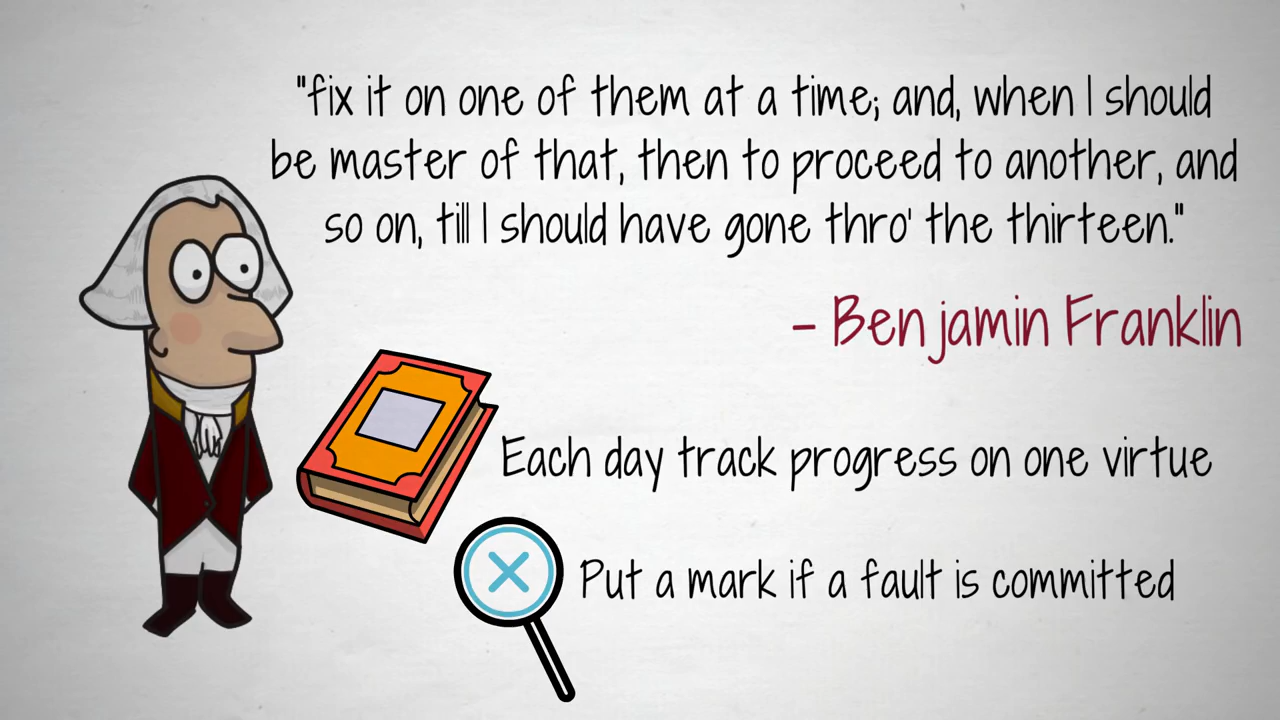 "fix it on one of them at a time; and, when I should
be master of that, then to proceed to another, and
so on, till I should have gone thro' the thirteen."
- Benjamin Franklin
Each day track progress on one virtue
Put a mark if a fault is committed